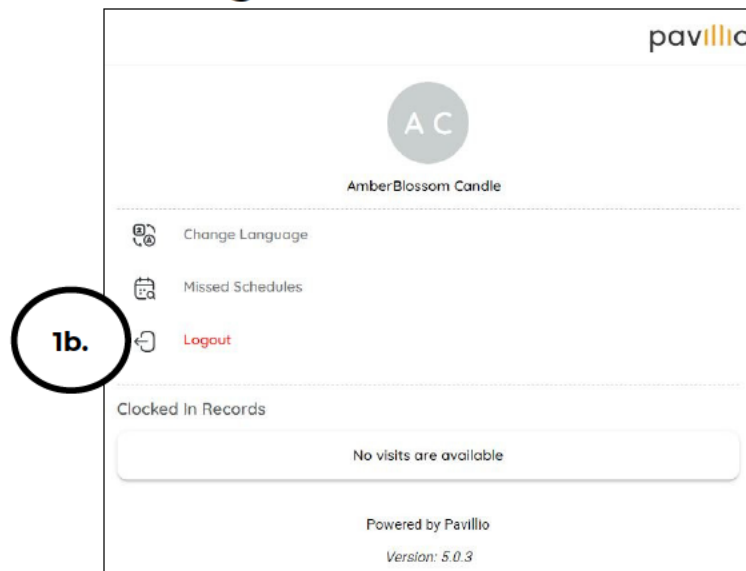 pavillio
A C
AmberBlossom Candle
Change Language
Missed Schedules
1b.
Logout
Clocked In Records
No visits are available
Powered by Pavillio
Version: 5.0.3